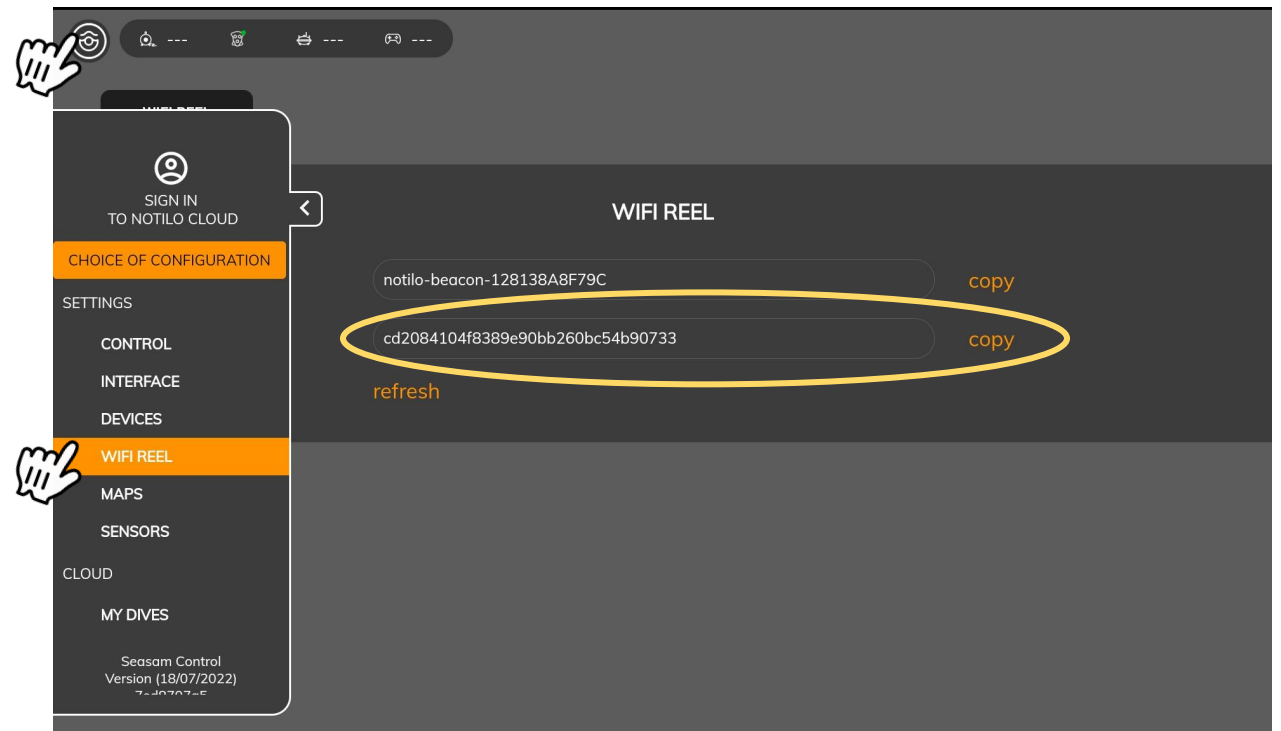 --- --- ---
SIGN IN
TO NOTILO CLOUD
CHOICE OF CONFIGURATION
SETTINGS
CONTROL
INTERFACE
DEVICES
WIFI REEL
MAPS
SENSORS
CLOUD
MY DIVES
Seasam Control
Version (18/07/2022)
WIFI REEL
notilo-beacon-128138A8F79C copy
cd2084104f8389e90bb260bc54b90733 copy
refresh